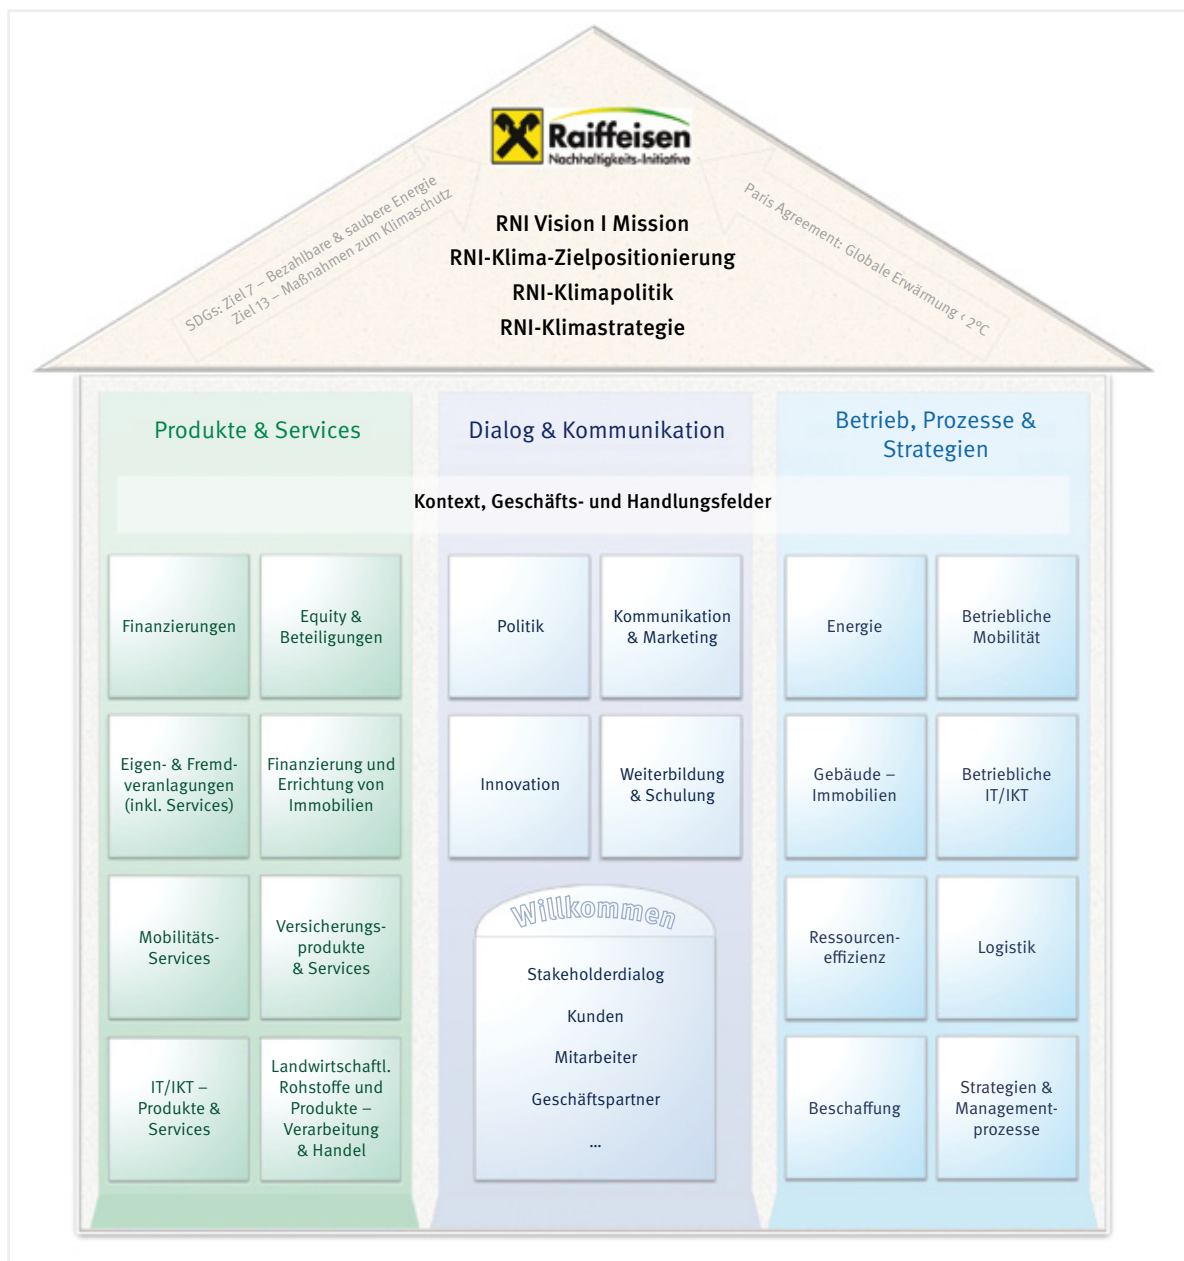 Raiffeisen
Nachhaltigkeits-Initiative
SDGs: Ziel 7 – Bezahlbare & saubere Energie
Ziel 13 – Maßnahmen zum Klimaschutz
Paris Agreement: Globale Erwärmung < 2°C
RNI Vision I Mission
RNI-Klima-Zielpositionierung
RNI-Klimapolitik
RNI-Klimastrategie
Produkte & Services
Dialog & Kommunikation
Betrieb, Prozesse &
Strategien
Kontext, Geschäfts- und Handlungsfelder
Finanzierungen
Equity &
Beteiligungen
Eigen- & Fremd-
veranlagungen
(inkl. Services)
Finanzierung und
Errichtung von
Immobilien
Mobilitäts-
Services
Versicherungs-
produkte
& Services
IT/IKT –
Produkte &
Services
Landwirtschaftl.
Rohstoffe und
Produkte –
Verarbeitung
& Handel
Politik
Kommunikation
& Marketing
Innovation
Weiterbildung
& Schulung
Willkommen
Stakeholderdialog
Kunden
Mitarbeiter
Geschäftspartner
...
Energie
Betriebliche
Mobilität
Gebäude –
Immobilien
Betriebliche
IT/IKT
Ressourcen-
effizienz
Logistik
Beschaffung
Strategien &
Management-
prozesse